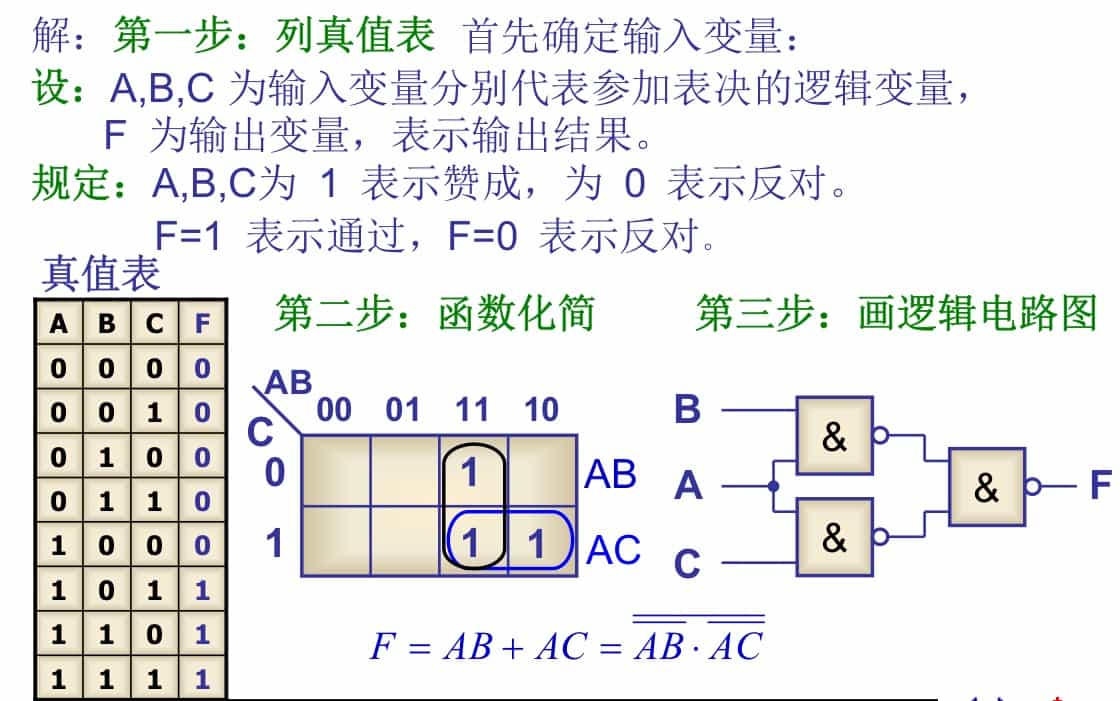 解：第一步：列真值表 首先确定输入变量：
设：A,B,C 为输入变量分别代表参加表决的逻辑变量，
F 为输出变量，表示输出结果。
规定：A,B,C为 1 表示赞成，为 0 表示反对。
F=1 表示通过，F=0 表示反对。
真值表
A B C F
0 0 0 0
0 0 1 0
0 1 0 0
0 1 1 0
1 0 0 0
1 0 1 1
1 1 0 1
1 1 1 1
第二步：函数化简
AB
C
00 01 11 10
0 1 AB
1 1 1 AC
第三步：画逻辑电路图
B
&
A
& F
&
C
F = AB + AC = \overline{\overline{AB} · \overline{AC}}